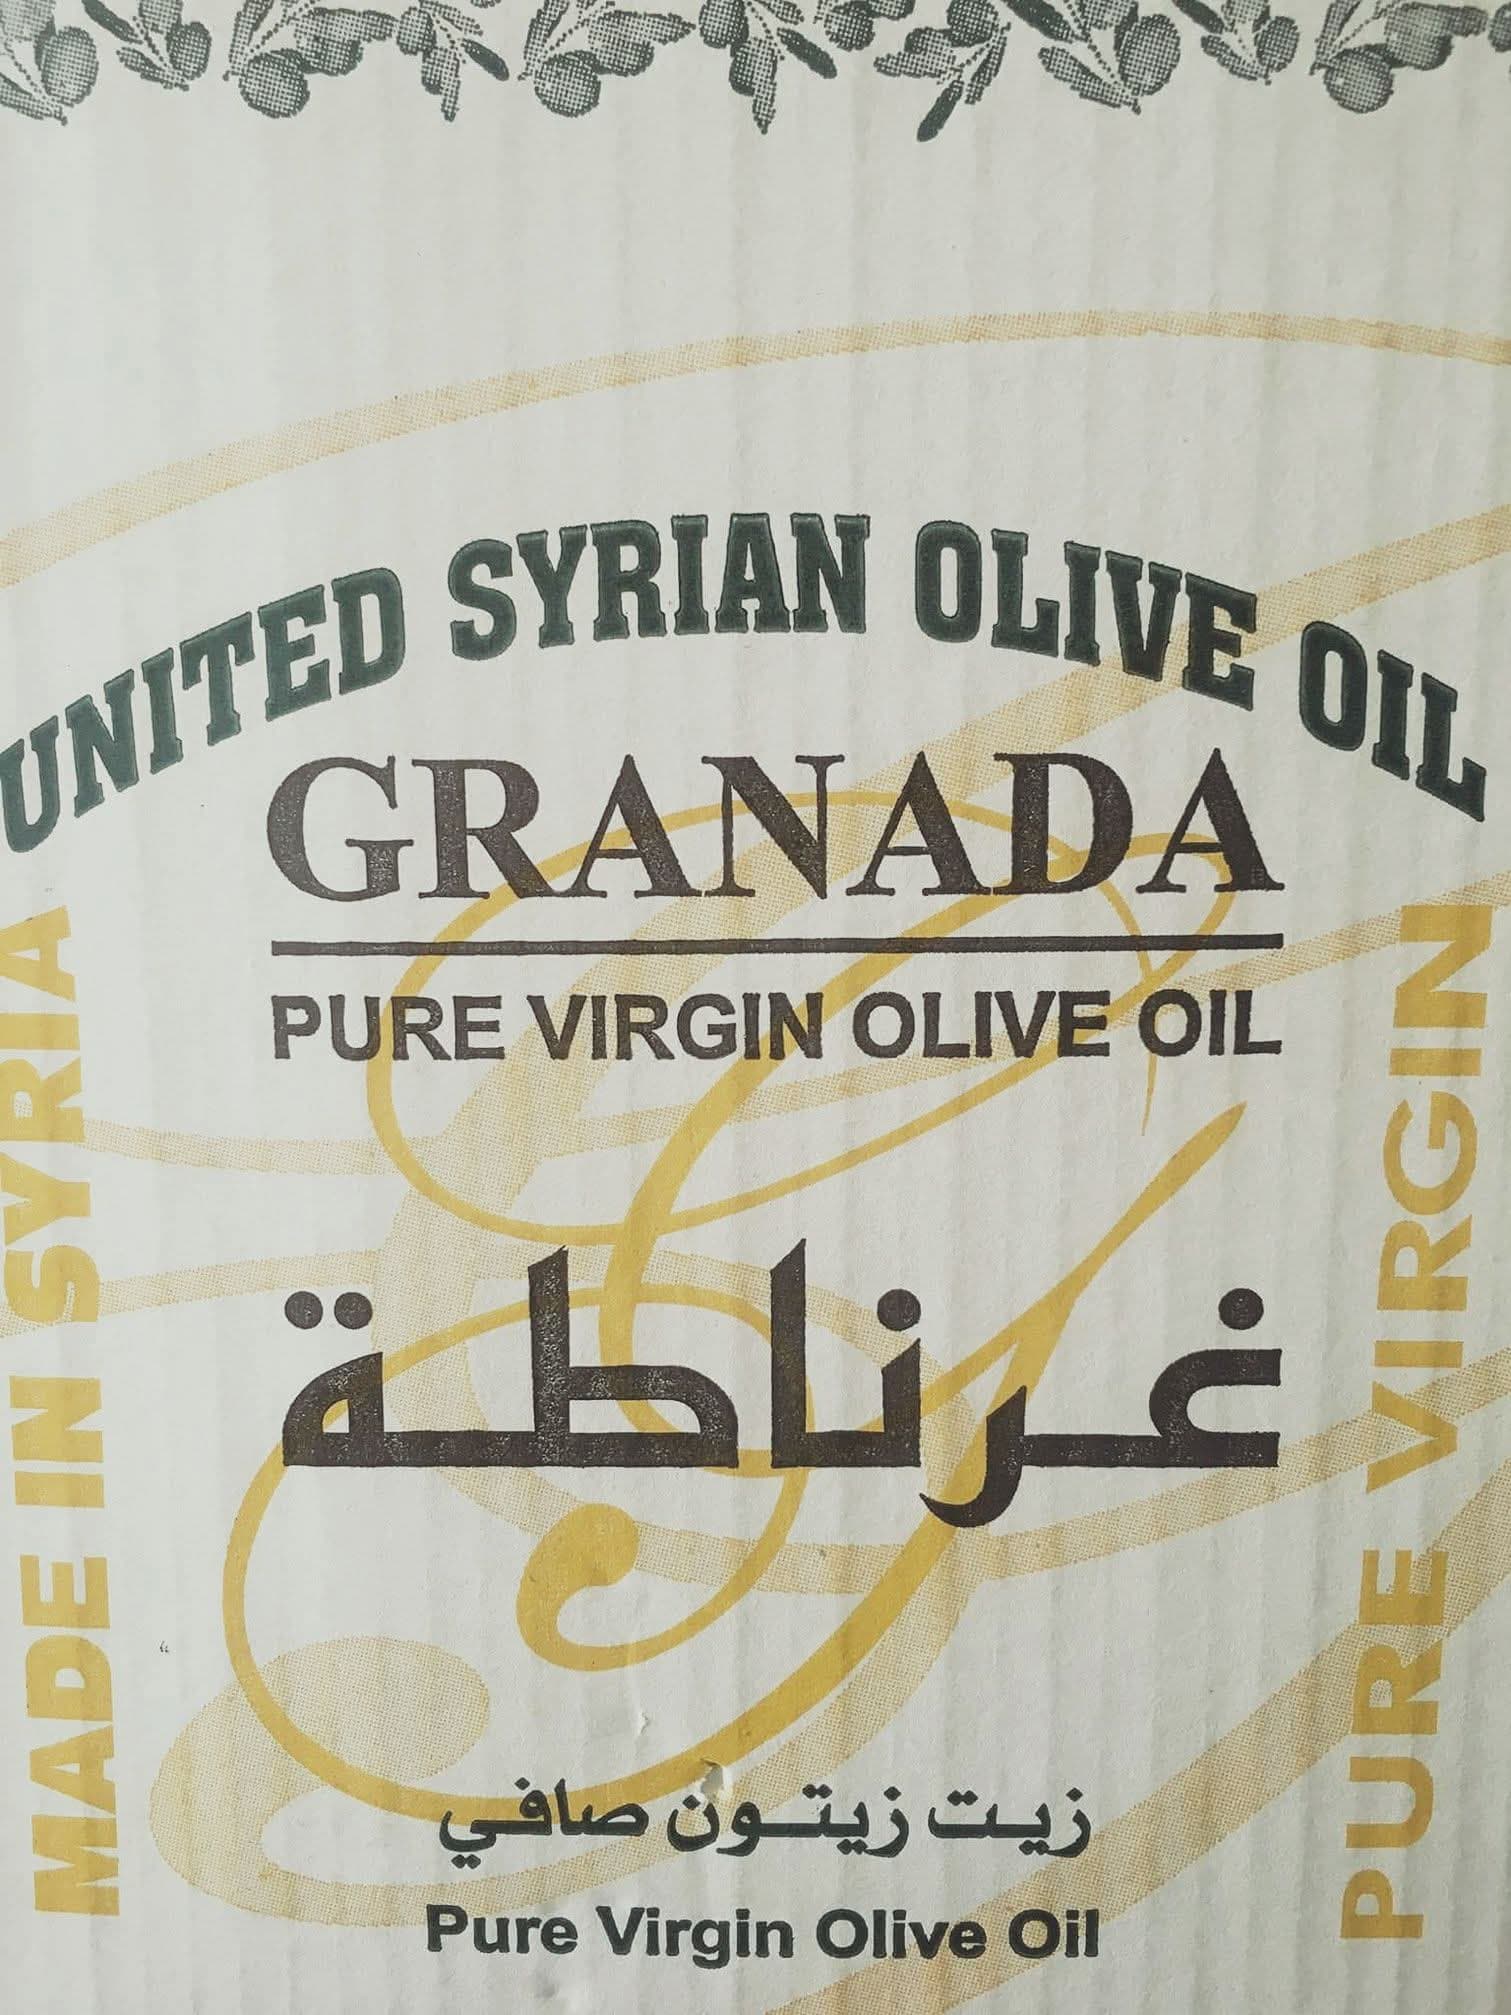 UNITED SYRIAN OLIVE OIL
GRANADA
PURE VIRGIN OLIVE OIL
MADE IN SYRIA
PURE VIRGIN
غرناطة
زيت زيتون صافي
Pure Virgin Olive Oil